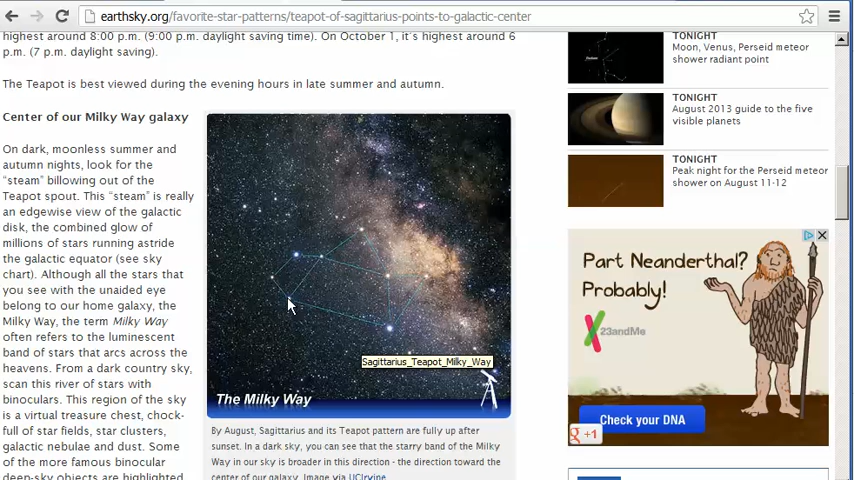 earthsky.org/favorite-star-patterns/teapot-of-sagittarius-points-to-galactic-center
highest around 8:00 p.m. (9:00 p.m. daylight saving time). On October 1, it's highest around 6
p.m. (7 p.m. daylight saving).
The Teapot is best viewed during the evening hours in late summer and autumn.
Center of our Milky Way galaxy
On dark, moonless summer and
autumn nights, look for the
“steam” billowing out of the
Teapot spout. This “steam” is really
an edgewise view of the galactic
disk, the combined glow of
millions of stars running astride
the galactic equator (see sky
chart). Although all the stars that
you see with the unaided eye
belong to our home galaxy, the
Milky Way, the term Milky Way
often refers to the luminescent
band of stars that arcs across the
heavens. From a dark country sky,
scan this river of stars with
binoculars. This region of the sky
is a virtual treasure chest, chock-
full of star fields, star clusters,
galactic nebulae and dust. Some
of the more famous binocular
deep-sky objects are highlighted
Sagittarius_Teapot_Milky_Way
The Milky Way
By August, Sagittarius and its Teapot pattern are fully up after
sunset. In a dark sky, you can see that the starry band of the Milky
Way in our sky is broader in this direction - the direction toward the
center of our galaxy. Image via UCIrvine.
Moon, Venus, Perseid meteor
shower radiant point
TONIGHT
August 2013 guide to the five
visible planets
TONIGHT
Peak night for the Perseid meteor
shower on August 11-12
Part Neanderthal?
Probably!
23andMe
Check your DNA
g +1